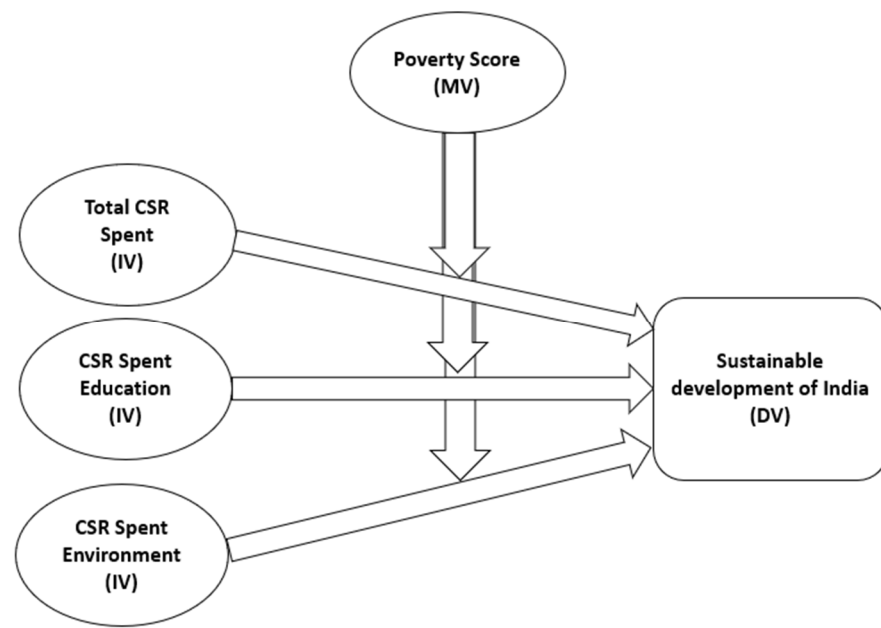 Poverty Score
(MV)
Total CSR
Spent
(IV)
CSR Spent
Education
(IV)
CSR Spent
Environment
(IV)
Sustainable
development of India
(DV)